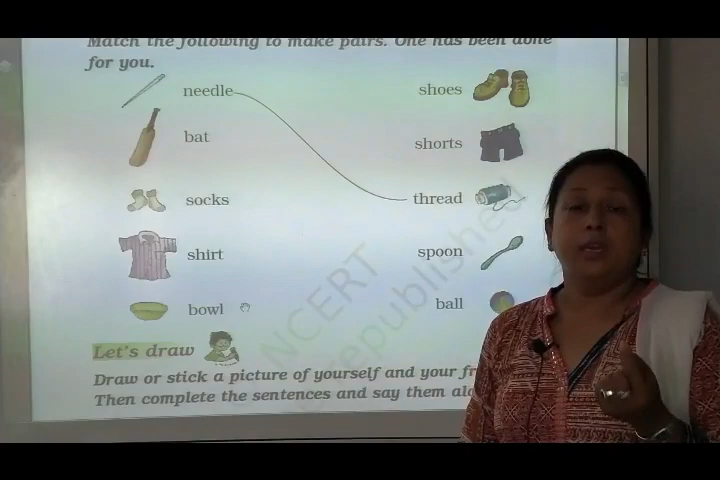 Match the following to make pairs. One has been done
for you.
needle shoes
bat shorts
socks thread
shirt spoon
bowl ball
Let's draw
Draw or stick a picture of yourself and your
Then complete the sentences and say them
NCERT
republished